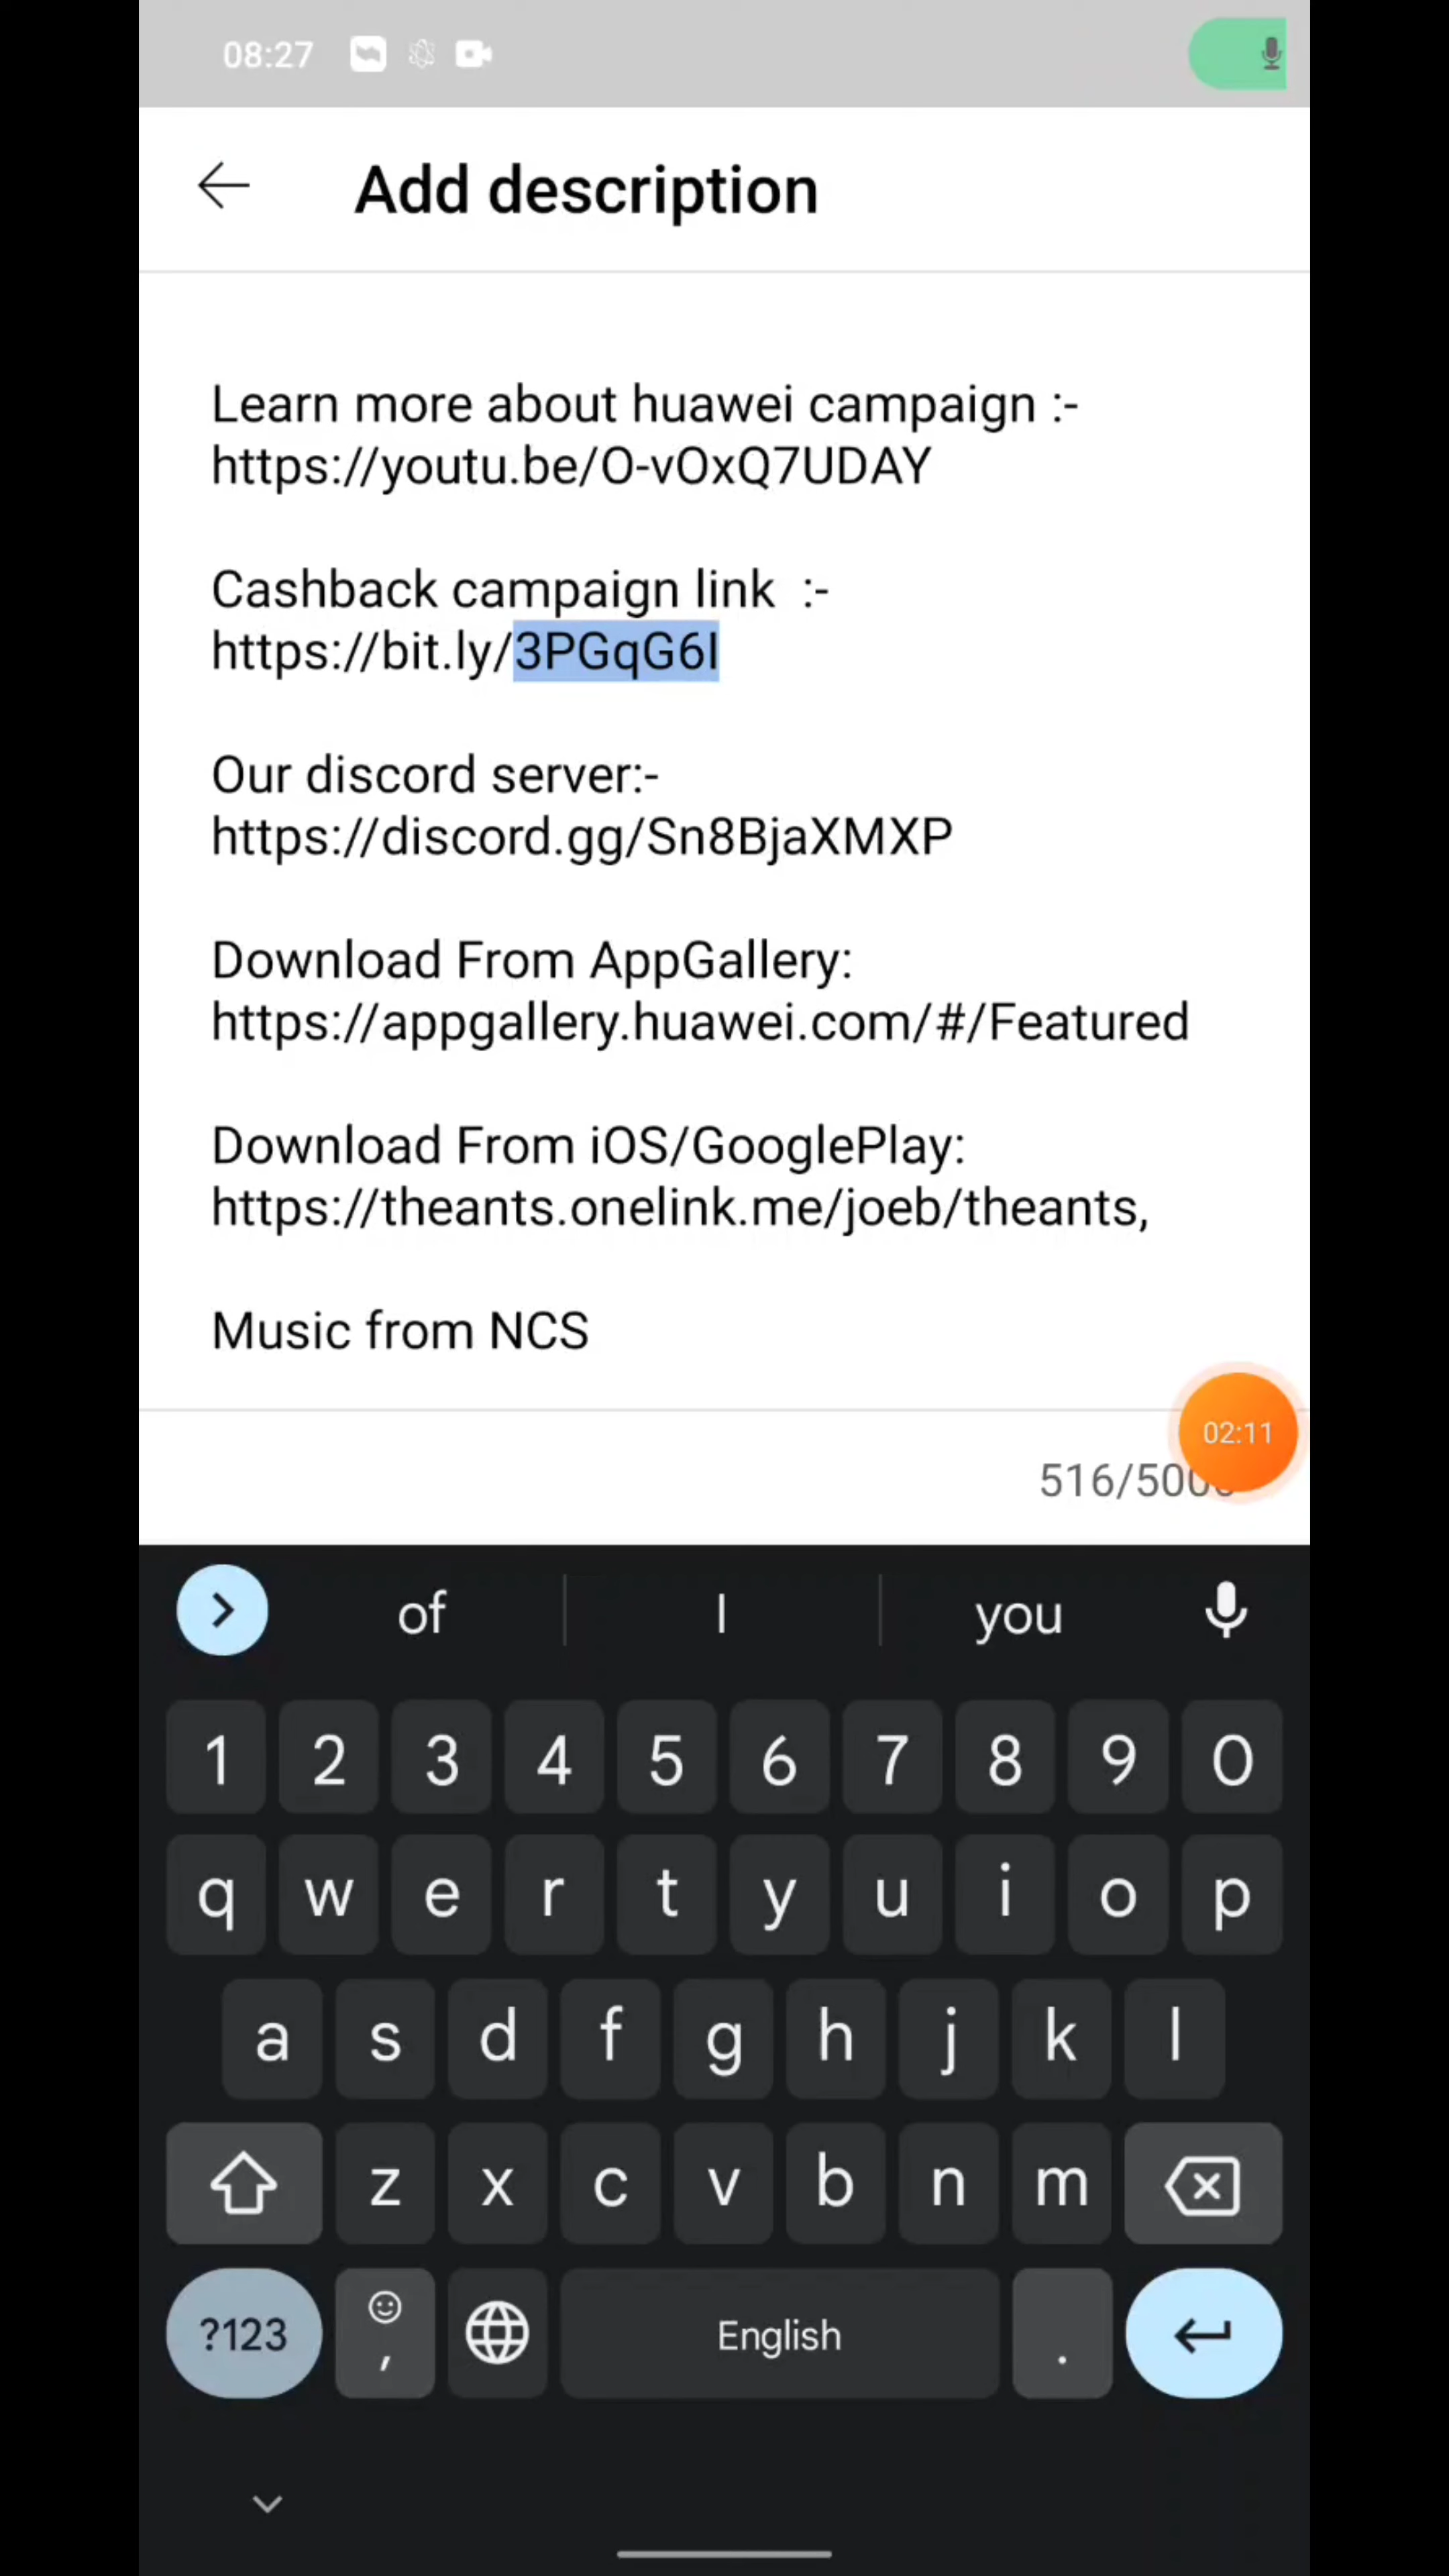 08:27
Add description
Learn more about huawei campaign :-
https://youtu.be/O-vOxQ7UDAY
Cashback campaign link  :-
https://bit.ly/3PGqG6I
Our discord server:-
https://discord.gg/Sn8BjaXMXP
Download From AppGallery:
https://appgallery.huawei.com/#/Featured
Download From iOS/GooglePlay:
https://theants.onelink.me/joeb/theants,
Music from NCS
02:11
516/5000
of I you
1 2 3 4 5 6 7 8 9 0
q w e r t y u i o p
a s d f g h j k l
z x c v b n m
?123 , English .